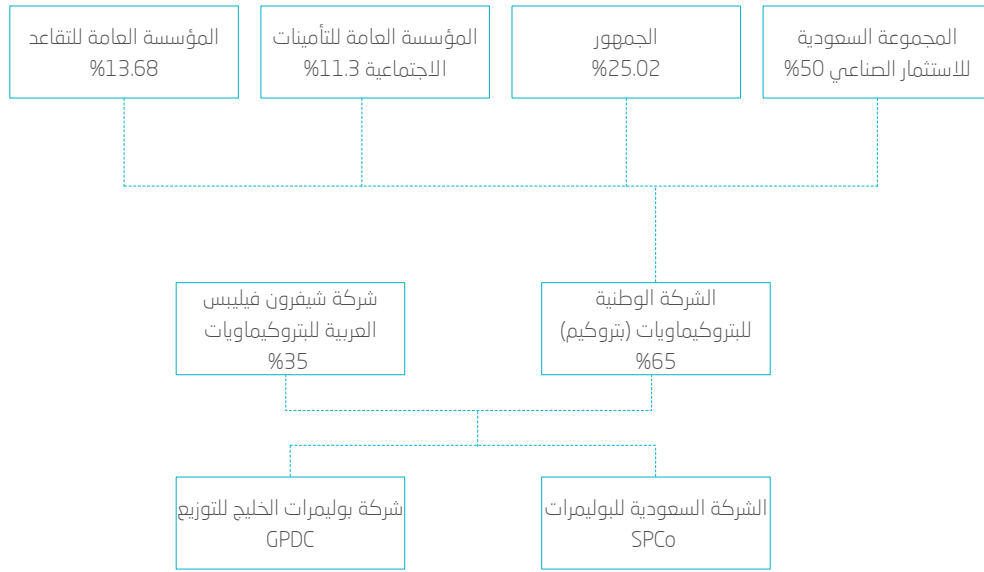 المجموعة السعودية
للاستثمار الصناعي 50%
الجمهور
%25.02
المؤسسة العامة للتأمينات
الاجتماعية 11.3%
المؤسسة العامة للتقاعد
%13.68
الشركة الوطنية
للبتروكيماويات (بتروكيم)
%65
شركة شيفرون فيليبس
العربية للبتروكيماويات
%35
الشركة السعودية للبوليمرات
SPCo
شركة بوليمرات الخليج للتوزيع
GPDC